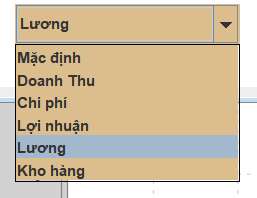 Lương
Mặc định
Doanh Thu
Chi phí
Lợi nhuận
Lương
Kho hàng